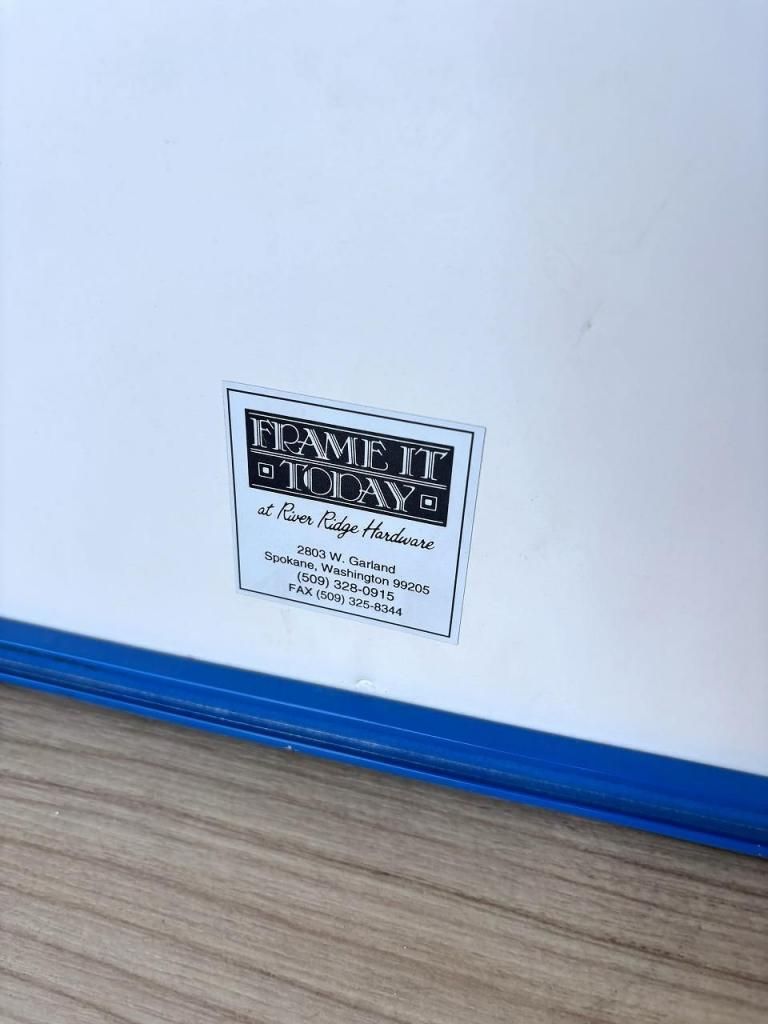 FRAME IT
TODAY
at River Ridge Hardware
2803 W. Garland
Spokane, Washington 99205
(509) 328-0915
FAX (509) 325-8344